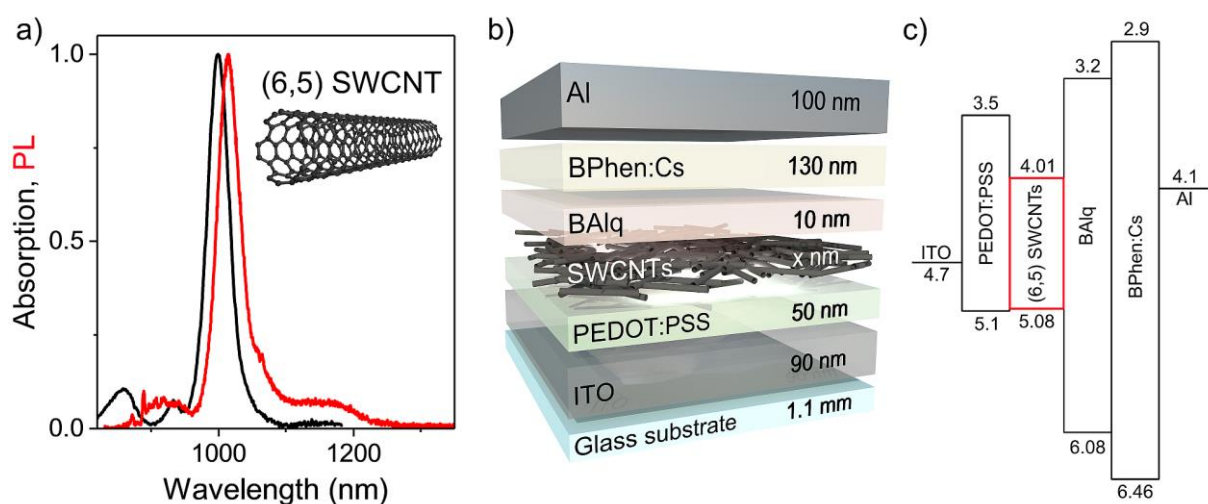 a)
1.0
0.5
0.0
Absorption, PL
(6,5) SWCNT
1000
1200
Wavelength (nm)
b)
Al 100 nm
BPhen:Cs 130 nm
BAlq 10 nm
SWCNTs x nm
PEDOT:PSS 50 nm
ITO 90 nm
Glass substrate 1.1 mm
c)
ITO
4.7
3.5
PEDOT:PSS
5.1
4.01
(6,5) SWCNTs
5.08
3.2
BAlq
6.08
2.9
BPhen:Cs
6.46
4.1
Al